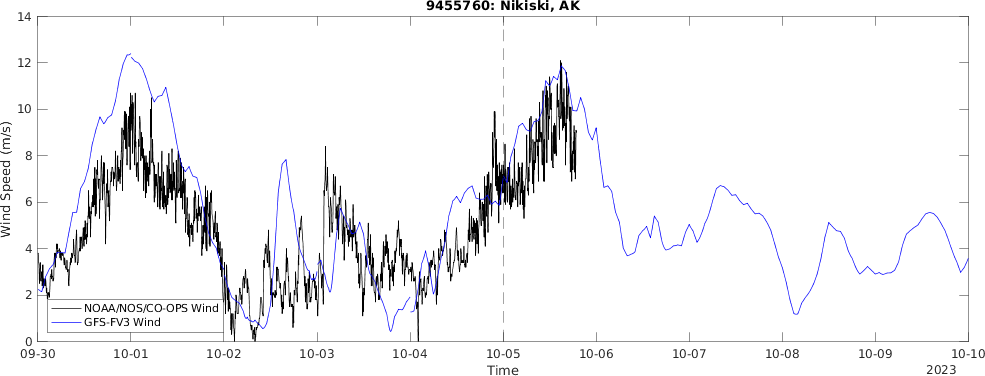 9455760: Nikiski, AK
14
12
10
8
6
4
2
0
Wind Speed (m/s)
NOAA/NOS/CO-OPS Wind
GFS-FV3 Wind
09-30 10-01 10-02 10-03 10-04 10-05 10-06 10-07 10-08 10-09 10-10
Time
2023